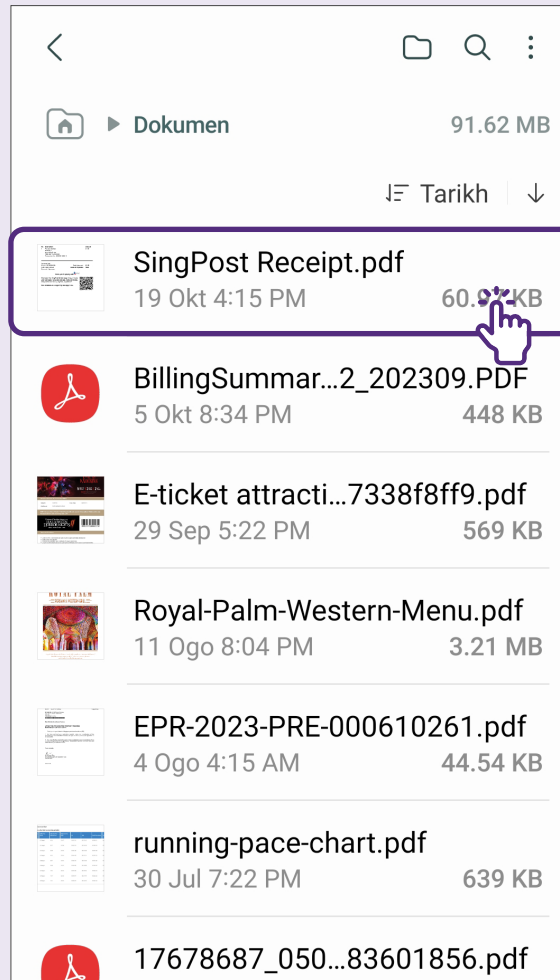 Dokumen 91.62 MB
Tarikh
SingPost Receipt.pdf
19 Okt 4:15 PM KB
BillingSummar...2_202309.PDF
5 Okt 8:34 PM 448 KB
E-ticket attracti...7338f8ff9.pdf
29 Sep 5:22 PM 569 KB
Royal-Palm-Western-Menu.pdf
11 Ogo 8:04 PM 3.21 MB
EPR-2023-PRE-000610261.pdf
4 Ogo 4:15 AM 44.54 KB
running-pace-chart.pdf
30 Jul 7:22 PM 639 KB
17678687_050...83601856.pdf